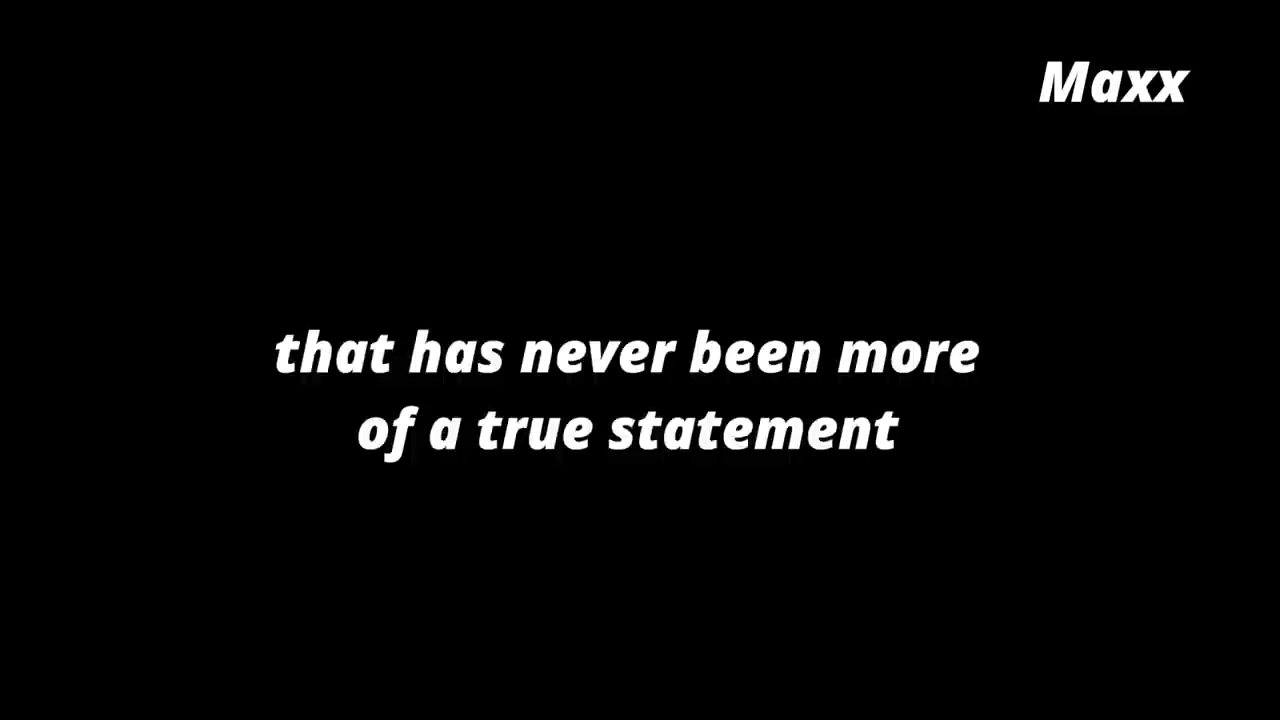 Maxx
that has never been more
of a true statement